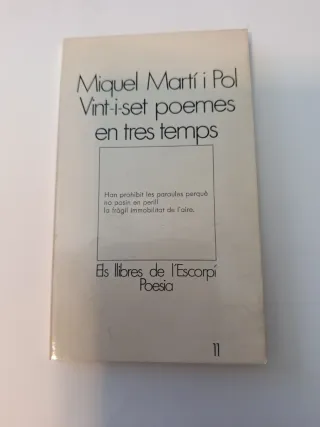 Miquel Martí i Pol
Vint-i-set poemes
en tres temps
Han prohibit les paraules perquè
no posin en perill
la fràgil immobilitat de l'aire.
Els llibres de l'Escorpí
Poesia
11